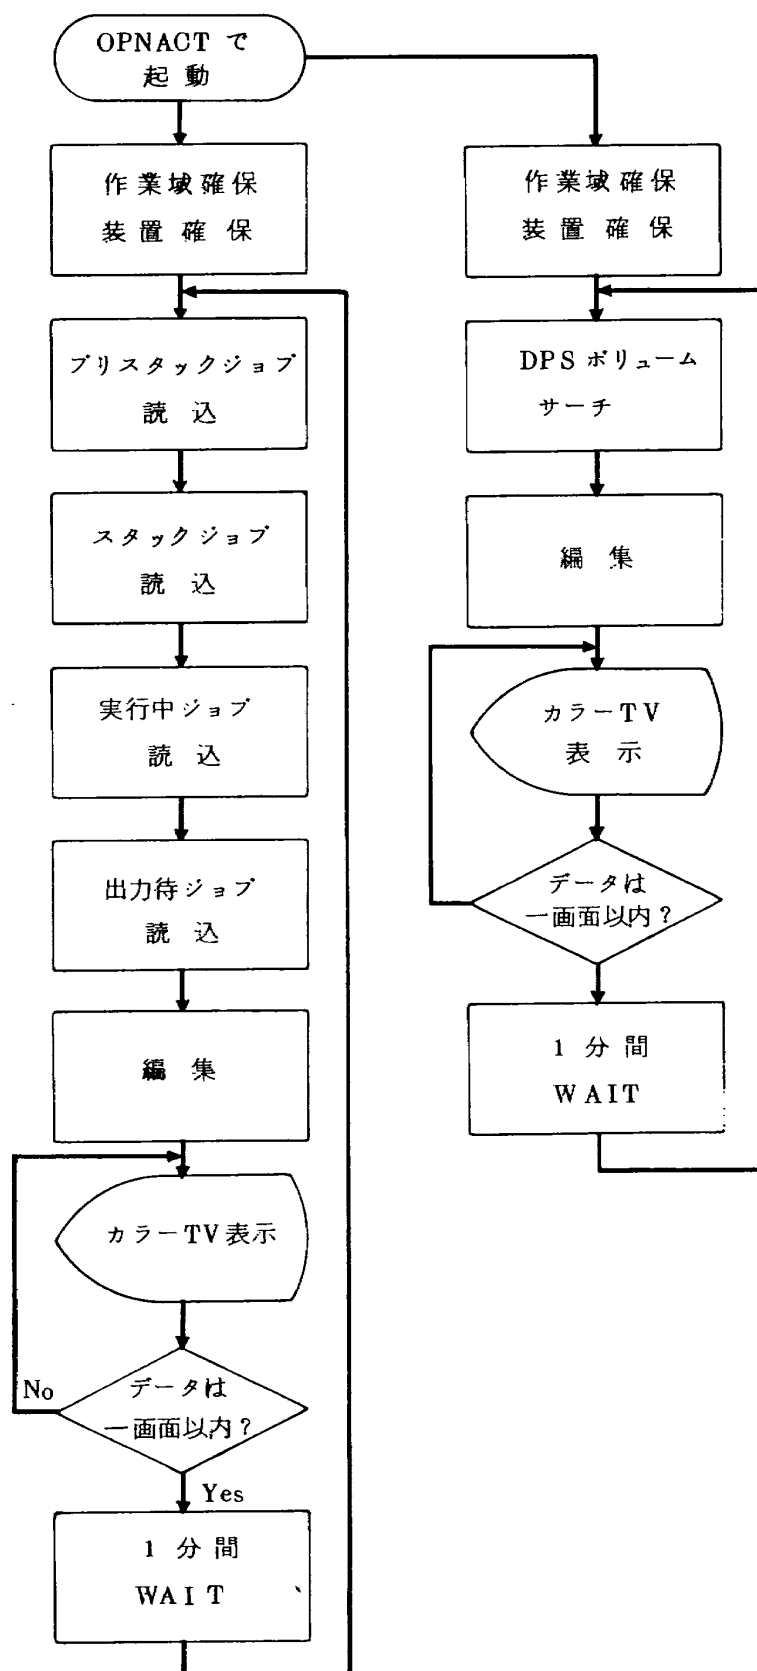 OPNACT で
起動
作業域確保
装置確保
プリスタックジョブ
読込
スタックジョブ
読込
実行中ジョブ
読込
出力待ジョブ
読込
編集
カラーTV表示
データは
一画面以内?
No
Yes
1分間
WAIT
作業域確保
装置確保
DPSボリューム
サーチ
編集
カラーTV
表示
データは
一画面以内?
1分間
WAIT